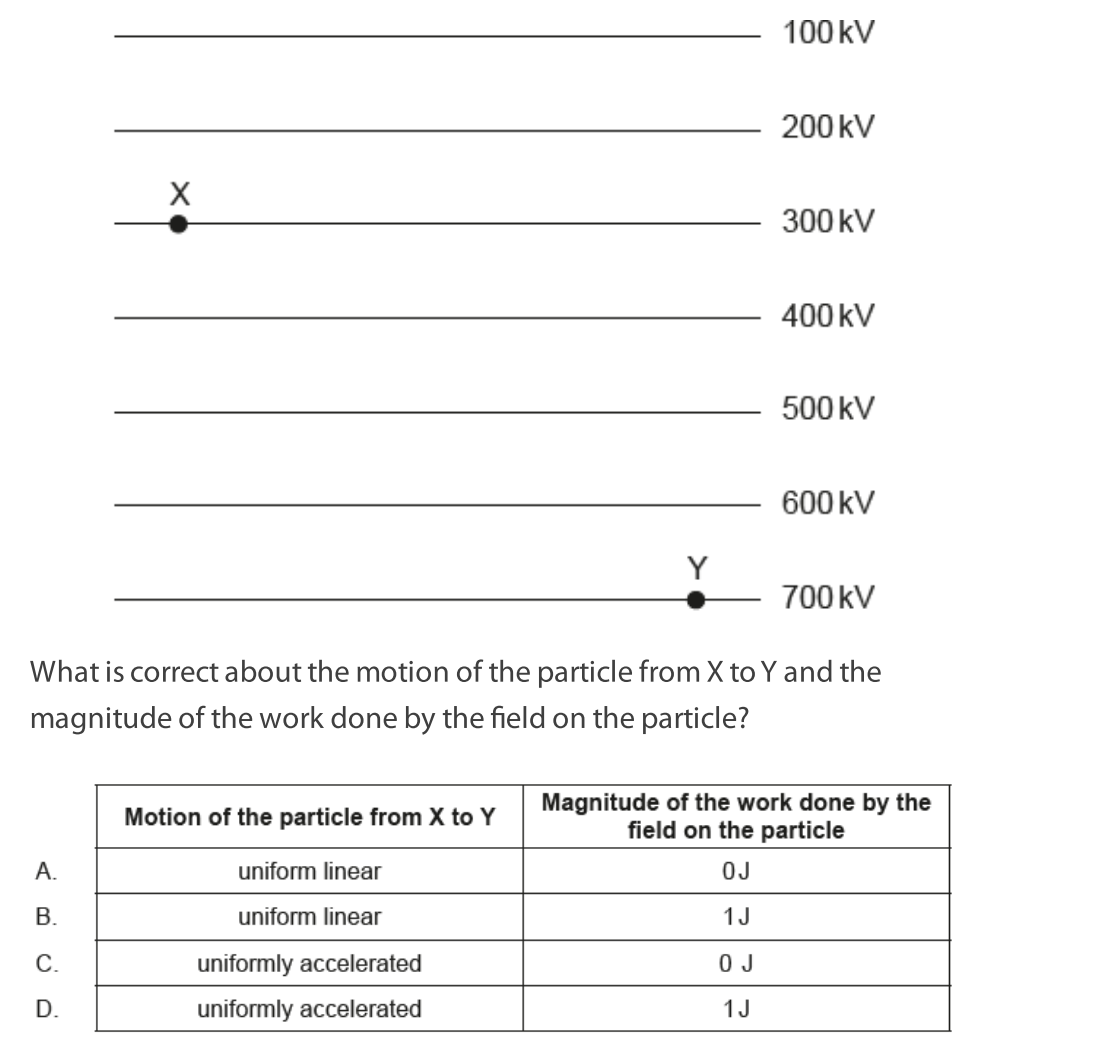 100 kV
200 kV
X
300 kV
400 kV
500 kV
600 kV
Y
700 kV
What is correct about the motion of the particle from X to Y and the
magnitude of the work done by the field on the particle?
Motion of the particle from X to Y
Magnitude of the work done by the
field on the particle
A. uniform linear 0 J
B. uniform linear 1 J
C. uniformly accelerated 0 J
D. uniformly accelerated 1 J